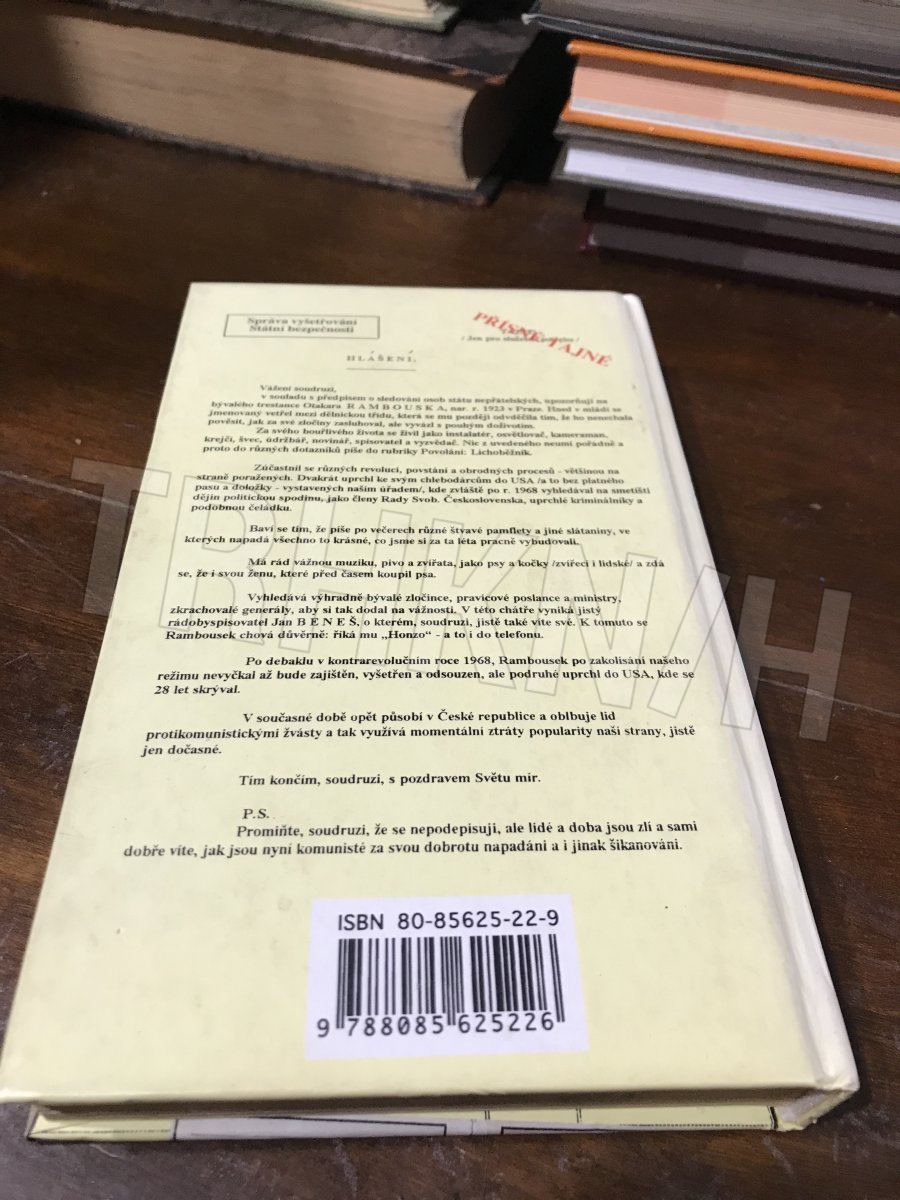 Správa vyšetřování
Státní bezpečnosti
PŘÍSNĚ TAJNÉ
/ Jen pro
HLÁŠENÍ.
Vážení soudruzi,
v souladu s předpisem o sledování osob státu nepřátelských, upozorňuji na
bývalého trestance Otakara R A M B O U S K A, nar. r. 1923 v Praze. Hned v mládí se
jmenovaný vetřel mezi dělnickou třídu, která se mu později odvděčila tím, že ho nenechala
pověsit, jak za své zločiny zasluhoval, ale vyvázl s pouhým doživotím.
Za svého bouřlivého života se živil jako instalatér, osvětlovač, kameraman,
krejčí, švec, údržbář, novinář, spisovatel a vyzvědač. Nic z uvedeného neumí pořádně a
proto do různých dotazníků píše do rubriky Povolání: Lichoběžník.
Zúčastnil se různých revolucí, povstání a obrodných procesů - většinou na
straně poražených. Dvakrát uprchl ke svým chlebodárcům do USA /a to bez platného
pasu a doložky - vystavených naším úřadem/, kde zvláště po r. 1968 vyhledával na smetišti
dějin politickou spodinu, jako členy Rady Svob. Československa, uprchlé kriminálníky a
podobnou čeládku.
Baví se tím, že píše po večerech různé štvavé pamflety a jiné slátaniny, ve
kterých napadá všechno to krásné, co jsme si za ta léta pracně vybudovali.
Má rád vážnou muziku, pivo a zvířata, jako psy a kočky /zvířecí i lidské/ a zdá
se, že i svou ženu, které před časem koupil psa.
Vyhledává výhradně bývalé zločince, pravicové poslance a ministry,
zkrachovalé generály, aby si tak dodal na vážnosti. V této chátře vyniká jistý
rádobyspisovatel Jan B E N E Š, o kterém, soudruzi, jistě také víte své. K tomuto se
Rambousek chová důvěrně: říká mu „Honzo“ - a to i do telefonu.
Po debaklu v kontrarevolučním roce 1968, Rambousek po zakolísání našeho
režimu nevyčkal až bude zajištěn, vyšetřen a odsouzen, ale podruhé uprchl do USA, kde se
28 let skrýval.
V současné době opět působí v České republice a oblbuje lid
protikomunistickými žvásty a tak využívá momentální ztráty popularity naší strany, jistě
jen dočasné.
Tím končím, soudruzi, s pozdravem Světu mír.
P.S.
Promiňte, soudruzi, že se nepodepisuji, ale lidé a doba jsou zlí a sami
dobře víte, jak jsou nyní komunisté za svou dobrotu napadáni a i jinak šikanováni.
ISBN 80-85625-22-9
9 788085 625226
TRHKNIH